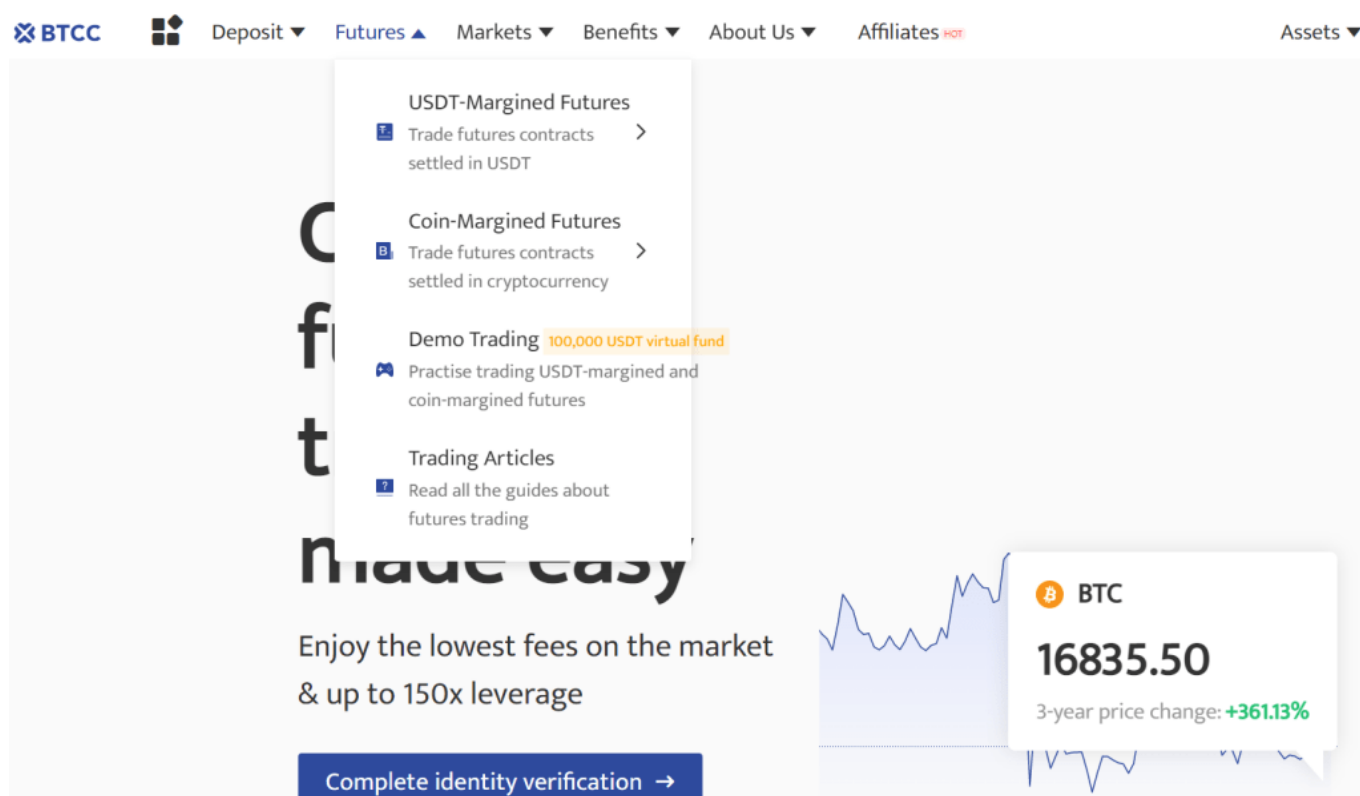 BTCC Deposit Futures Markets Benefits About Us Affiliates HOT Assets
USDT-Margined Futures
Trade futures contracts
settled in USDT
Coin-Margined Futures
B Trade futures contracts
settled in cryptocurrency
Demo Trading 100,000 USDT virtual fund
Practise trading USDT-margined and
coin-margined futures
Trading Articles
? Read all the guides about
futures trading
made easy
Enjoy the lowest fees on the market
& up to 150x leverage
Complete identity verification →
BTC
16835.50
3-year price change: +361.13%